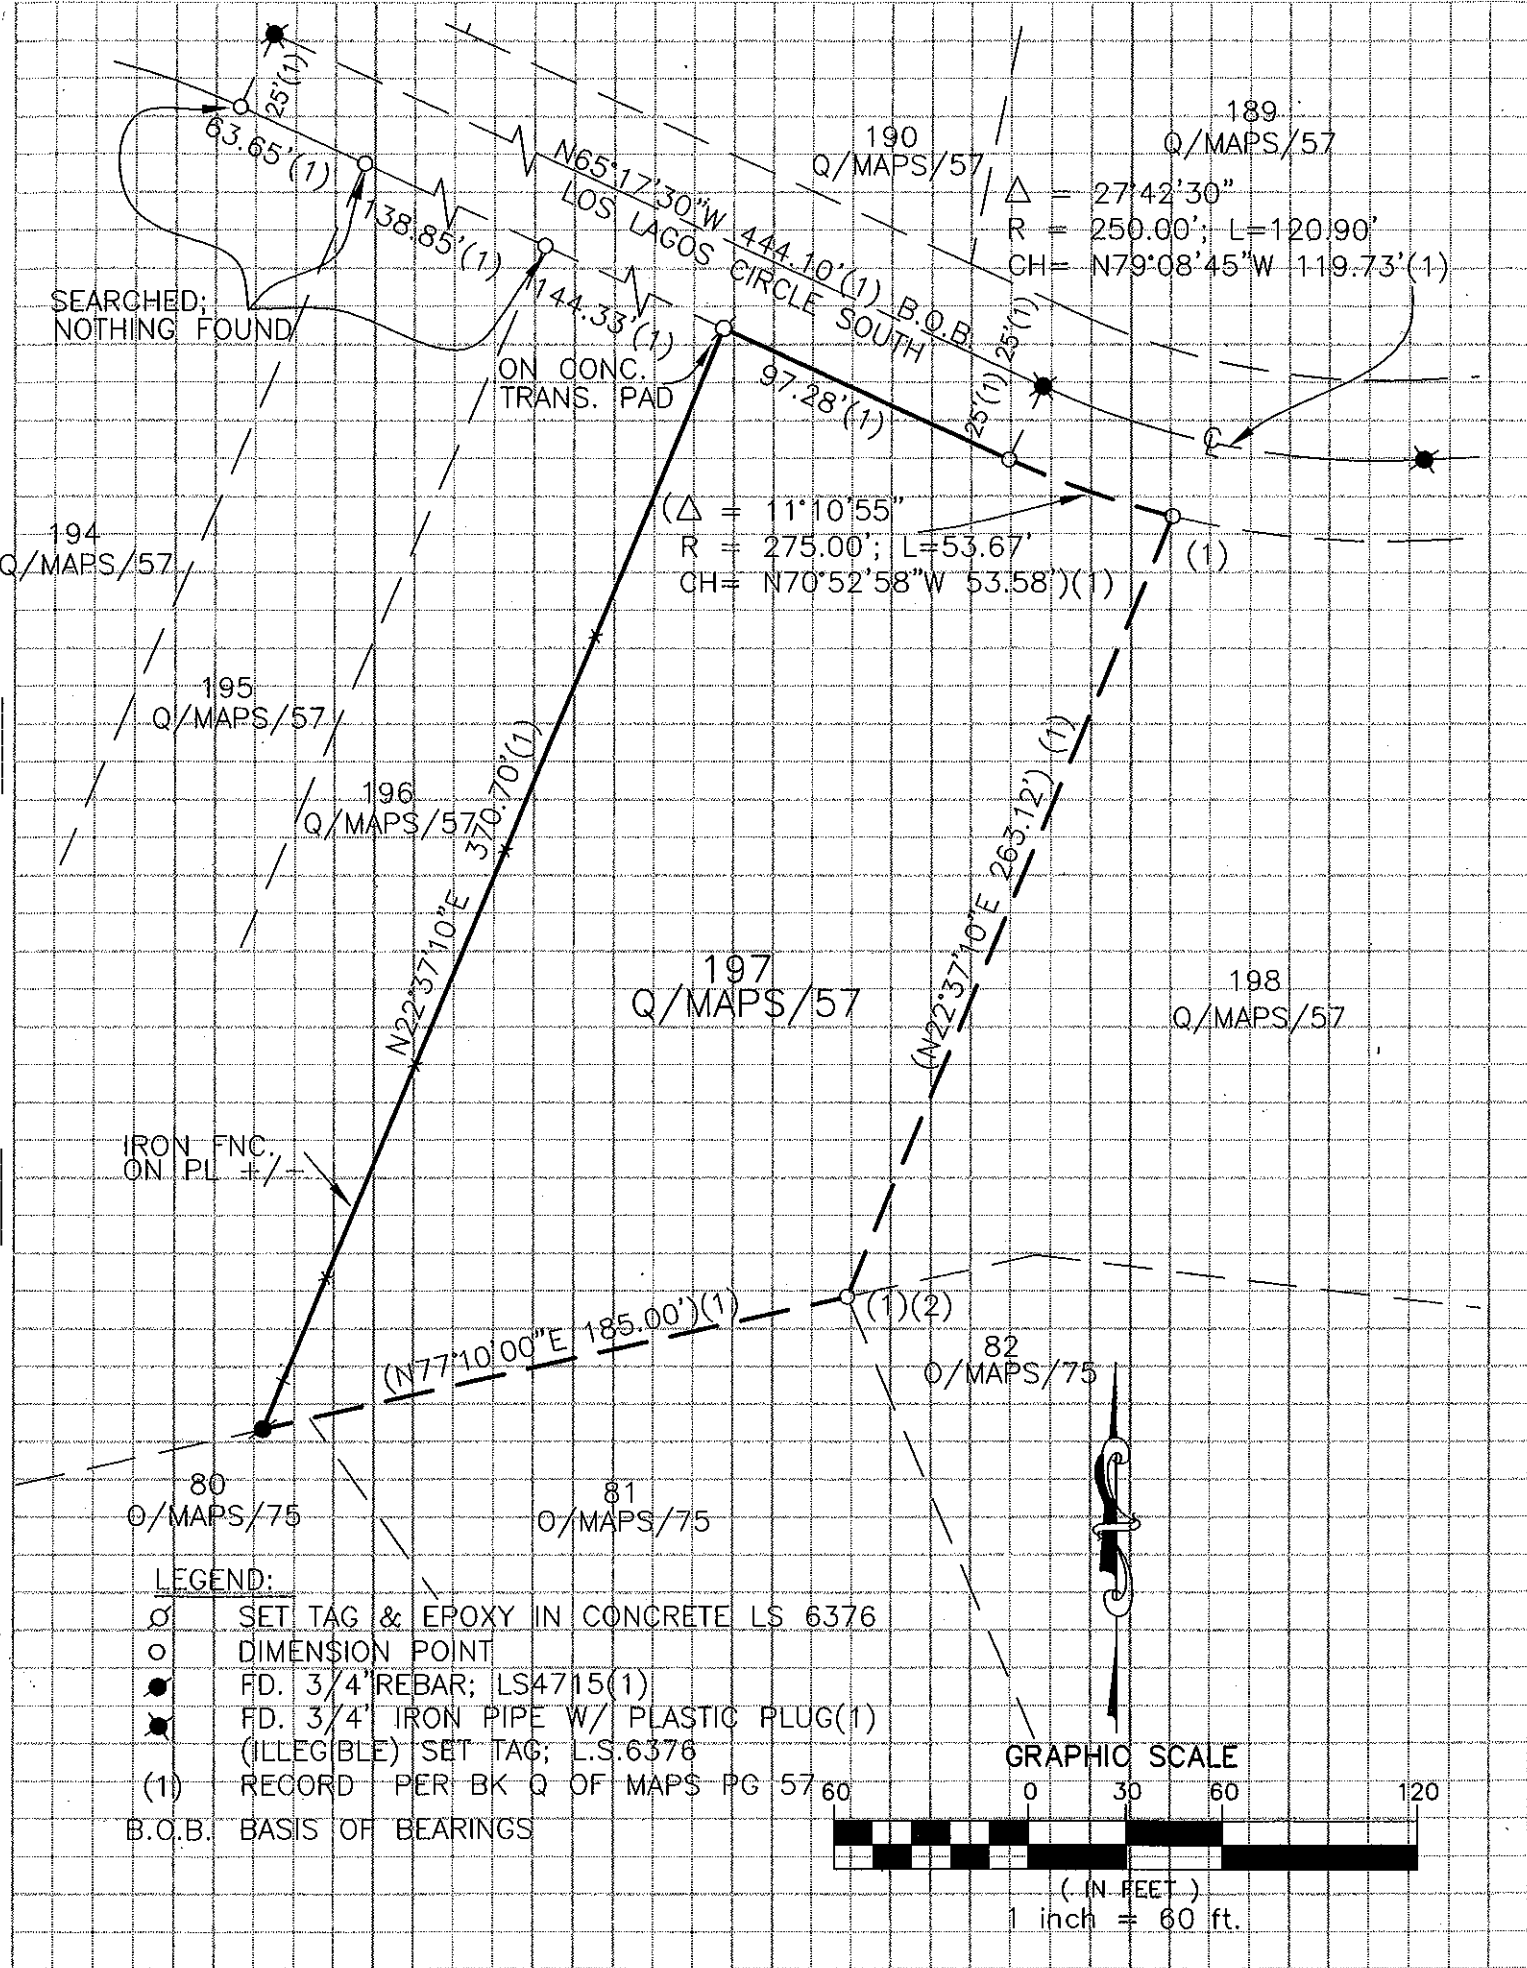 25'(1)
63.65'(1)
138.85'(1)
144.33'(1)
N65°17'30"W 444.10'(1) B.O.B.
LOS LAGOS CIRCLE SOUTH
190
Q/MAPS/57
189
Q/MAPS/57
Δ = 27°42'30"
R = 250.00'; L=120.90'
CH= N79°08'45"W 119.73'(1)
SEARCHED;
NOTHING FOUND
ON CONC.
TRANS. PAD
97.28'(1)
25'(1)
25'(1)
℄
(Δ = 11°10'55"
R = 275.00'; L=53.67'
CH= N70°52'58"W 53.58')(1)
(1)
194
Q/MAPS/57
195
Q/MAPS/57
196
Q/MAPS/57
N22°37'10"E 370.70'(1)
(N22°37'10"E 263.12') (1)
197
Q/MAPS/57
198
Q/MAPS/57
IRON FNC.
ON PL +/-
(N77°10'00"E 185.00')(1)
(1)(2)
82
O/MAPS/75
80
O/MAPS/75
81
O/MAPS/75
LEGEND:
SET TAG & EPOXY IN CONCRETE LS 6376
DIMENSION POINT
FD. 3/4" REBAR; LS4715(1)
FD. 3/4' IRON PIPE W/ PLASTIC PLUG(1)
(ILLEGIBLE) SET TAG; L.S.6376
(1) RECORD PER BK Q OF MAPS PG 57
B.O.B. BASIS OF BEARINGS
GRAPHIC SCALE
60 0 30 60 120
( IN FEET )
1 inch = 60 ft.